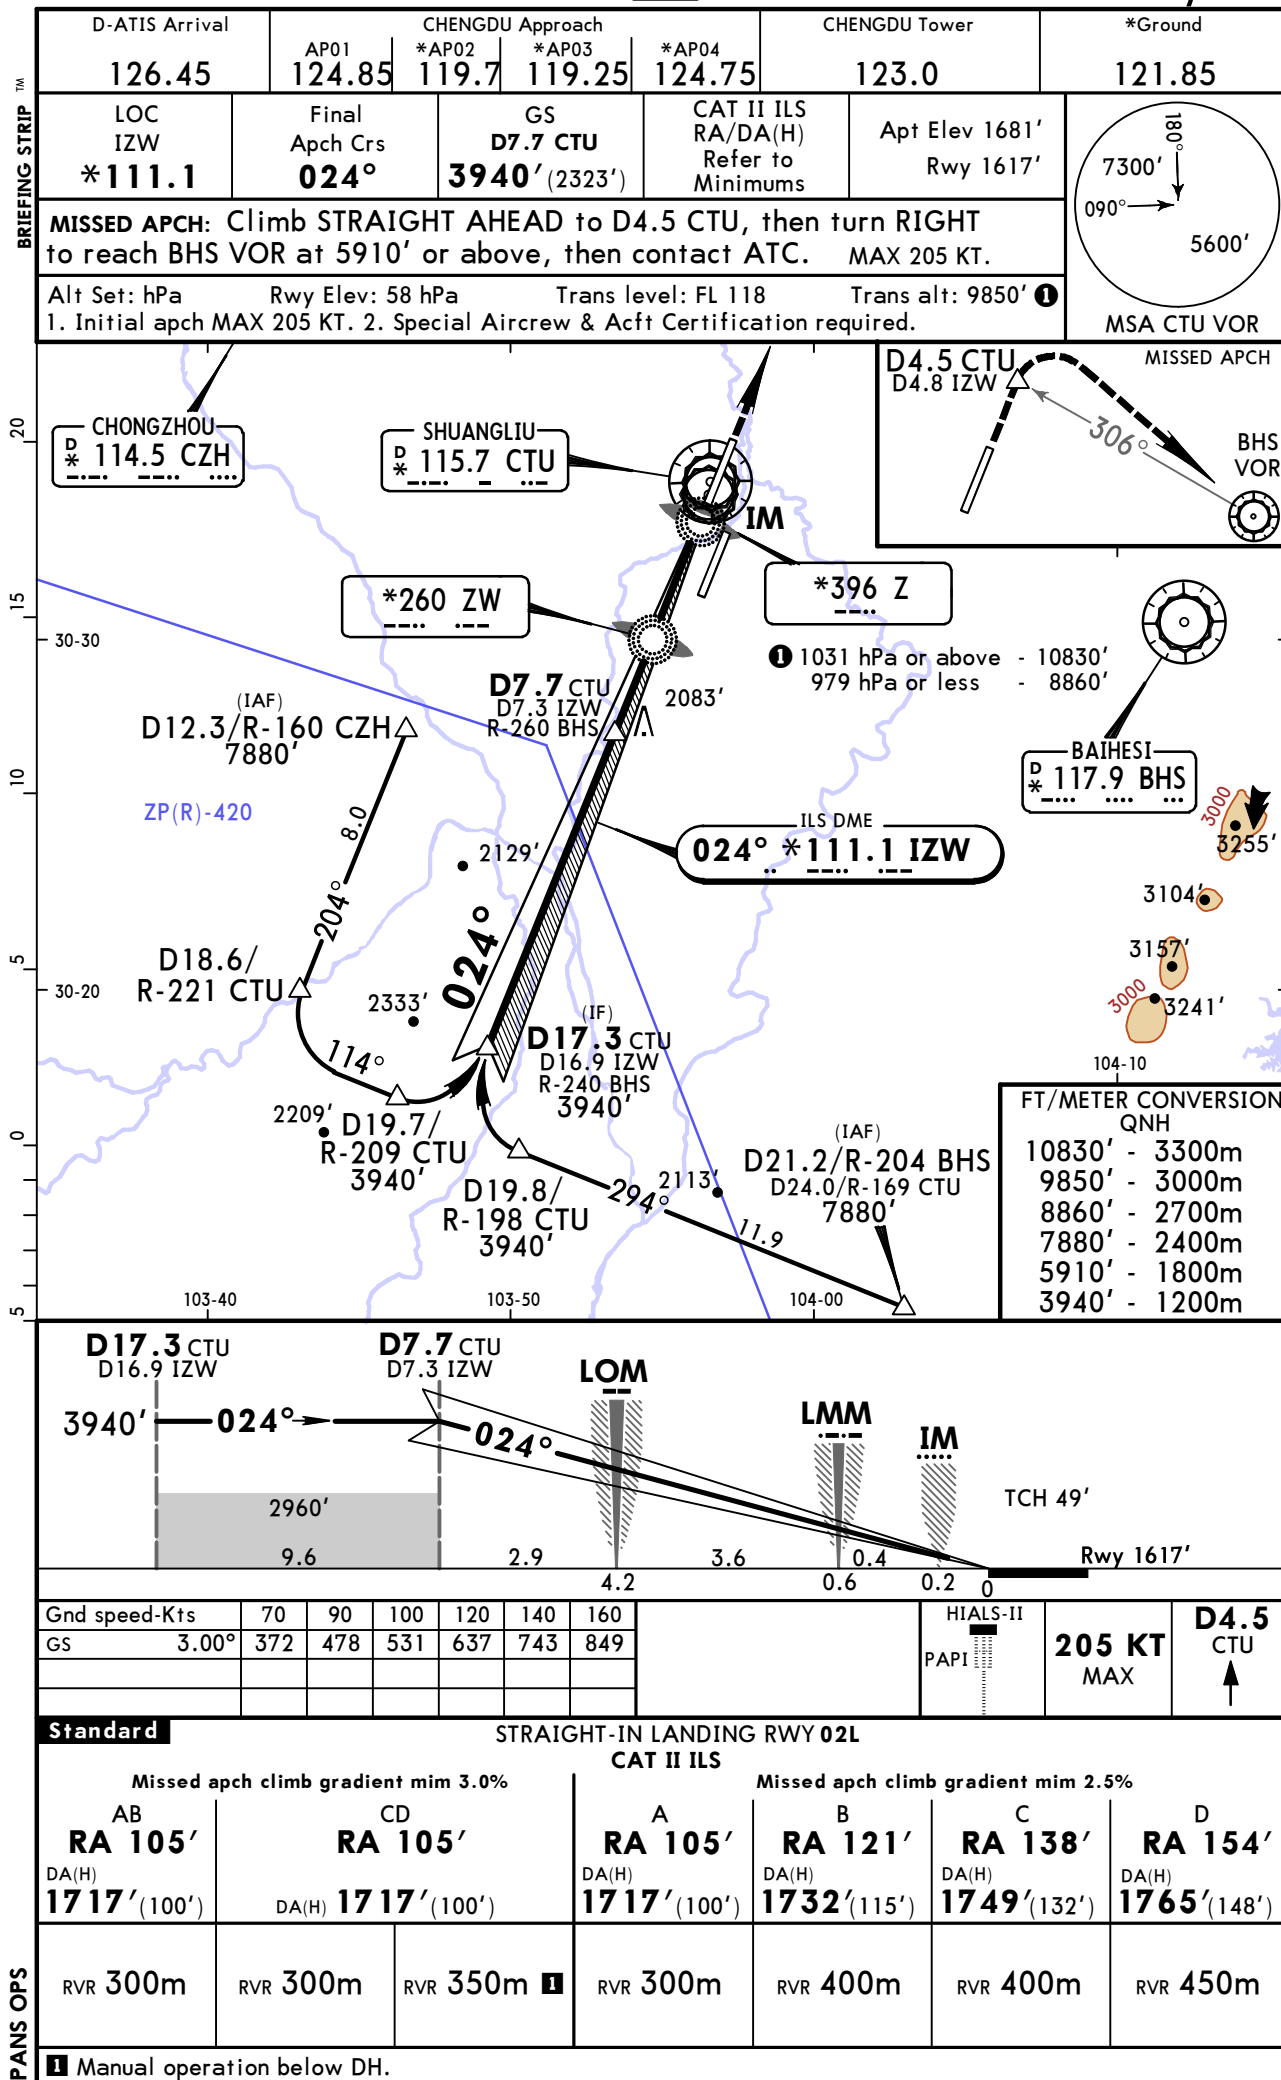 D-ATIS Arrival
126.45
CHENGDU Approach
AP01 *AP02 *AP03 *AP04
124.85 119.7 119.25 124.75
CHENGDU Tower
123.0
*Ground
121.85
BRIEFING STRIP TM
LOC
IZW
*111.1
Final
Apch Crs
024°
GS
D7.7 CTU
3940' (2323')
CAT II ILS
RA/DA(H)
Refer to
Minimums
Apt Elev 1681'
Rwy 1617'
MISSED APCH: Climb STRAIGHT AHEAD to D4.5 CTU, then turn RIGHT
to reach BHS VOR at 5910' or above, then contact ATC. MAX 205 KT.
Alt Set: hPa Rwy Elev: 58 hPa Trans level: FL 118 Trans alt: 9850' 1
1. Initial apch MAX 205 KT. 2. Special Aircrew & Acft Certification required.
180°
7300'
090°
5600'
MSA CTU VOR
CHONGZHOU
D
* 114.5 CZH
SHUANGLIU
D
* 115.7 CTU
D4.5 CTU
D4.8 IZW
MISSED APCH
306°
BHS
VOR
IM
*260 ZW
*396 Z
20
15
10
5
0
5
30-30
30-20
1 1031 hPa or above - 10830'
979 hPa or less - 8860'
D7.7 CTU
D7.3 IZW
R-260 BHS
2083'
(IAF)
D12.3/R-160 CZH
7880'
ZP(R)-420
8.0
204°
BAIHESI
D
* 117.9 BHS
3000
3255'
3104'
3157'
3000
3241'
ILS DME
024° *111.1 IZW
2129'
024°
D18.6/
R-221 CTU
2333'
(IF)
D17.3 CTU
D16.9 IZW
R-240 BHS
3940'
114°
2209'
D19.7/
R-209 CTU
3940'
D19.8/
R-198 CTU
3940'
294°
2113'
11.9
(IAF)
D21.2/R-204 BHS
D24.0/R-169 CTU
7880'
104-10
103-40
103-50
104-00
FT/METER CONVERSION
QNH
10830' - 3300m
9850' - 3000m
8860' - 2700m
7880' - 2400m
5910' - 1800m
3940' - 1200m
D17.3 CTU
D16.9 IZW
D7.7 CTU
D7.3 IZW
LOM
LMM
IM
3940'
024°
024°
TCH 49'
2960'
9.6 2.9 3.6 0.4
Rwy 1617'
4.2 0.6 0.2 0
Gnd speed-Kts 70 90 100 120 140 160
GS 3.00° 372 478 531 637 743 849
HIALS-II
PAPI
205 KT
MAX
D4.5
CTU
Standard
STRAIGHT-IN LANDING RWY 02L
CAT II ILS
Missed apch climb gradient mim 3.0%
Missed apch climb gradient mim 2.5%
AB
RA 105'
DA(H)
1717' (100')
CD
RA 105'
DA(H) 1717' (100')
A
RA 105'
DA(H)
1717' (100')
B
RA 121'
DA(H)
1732' (115')
C
RA 138'
DA(H)
1749' (132')
D
RA 154'
DA(H)
1765' (148')
RVR 300m
RVR 300m
RVR 350m 1
RVR 300m
RVR 400m
RVR 400m
RVR 450m
PANS OPS
1 Manual operation below DH.